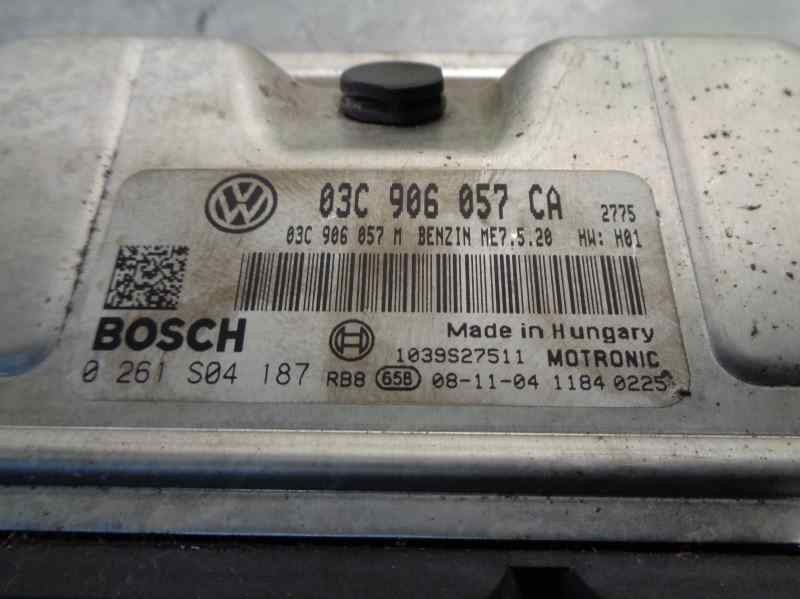 03C 906 057 CA 2775
03C 906 057 M BENZIN ME7.5.20 HW: H01
BOSCH
Made in Hungary
1039S27511 MOTRONIC
0 261 S04 187 RB8 65B 08-11-04 1184 0225